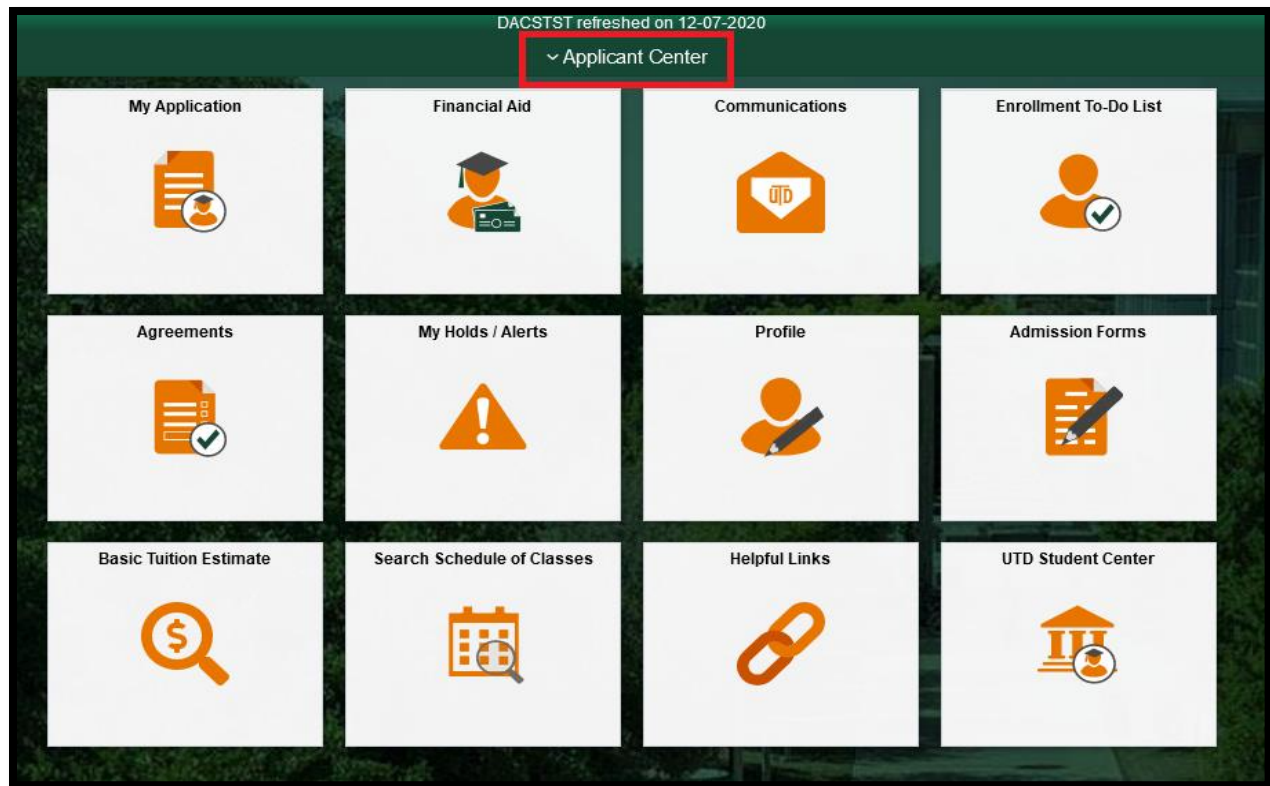 DACSTST refreshed on 12-07-2020
Applicant Center
My Application
Financial Aid
Communications
Enrollment To-Do List
UTD
Agreements
My Holds / Alerts
Profile
Admission Forms
Basic Tuition Estimate
Search Schedule of Classes
Helpful Links
UTD Student Center
$